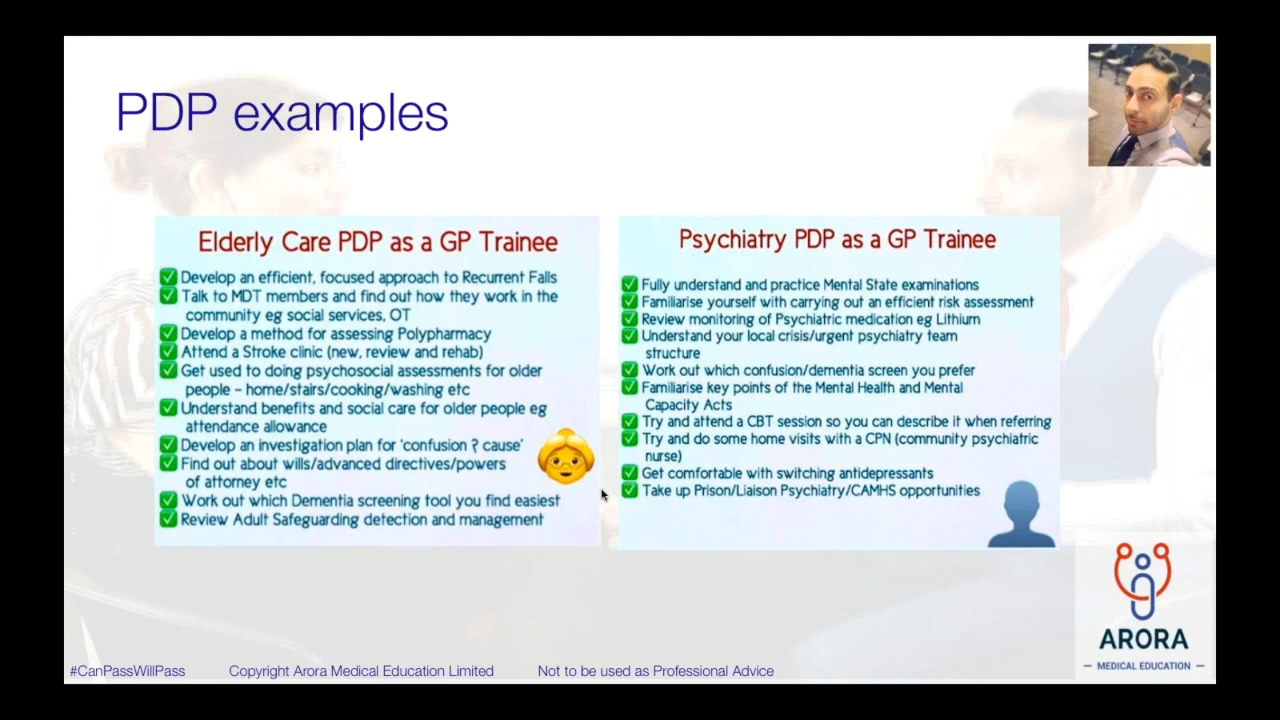 PDP examples
Elderly Care PDP as a GP Trainee
Develop an efficient, focused approach to Recurrent Falls
Talk to MDT members and find out how they work in the
community eg social services, OT
Develop a method for assessing Polypharmacy
Attend a Stroke clinic (new, review and rehab)
Get used to doing psychosocial assessments for older
people – home/stairs/cooking/washing etc
Understand benefits and social care for older people eg
attendance allowance
Develop an investigation plan for 'confusion ? cause'
Find out about wills/advanced directives/powers
of attorney etc
Work out which Dementia screening tool you find easiest
Review Adult Safeguarding detection and management
Psychiatry PDP as a GP Trainee
Fully understand and practice Mental State examinations
Familiarise yourself with carrying out an efficient risk assessment
Review monitoring of Psychiatric medication eg Lithium
Understand your local crisis/urgent psychiatry team
structure
Work out which confusion/dementia screen you prefer
Familiarise key points of the Mental Health and Mental
Capacity Acts
Try and attend a CBT session so you can describe it when referring
Try and do some home visits with a CPN (community psychiatric
nurse)
Get comfortable with switching antidepressants
Take up Prison/Liaison Psychiatry/CAMHS opportunities
ARORA
MEDICAL EDUCATION
#CanPassWillPass Copyright Arora Medical Education Limited Not to be used as Professional Advice